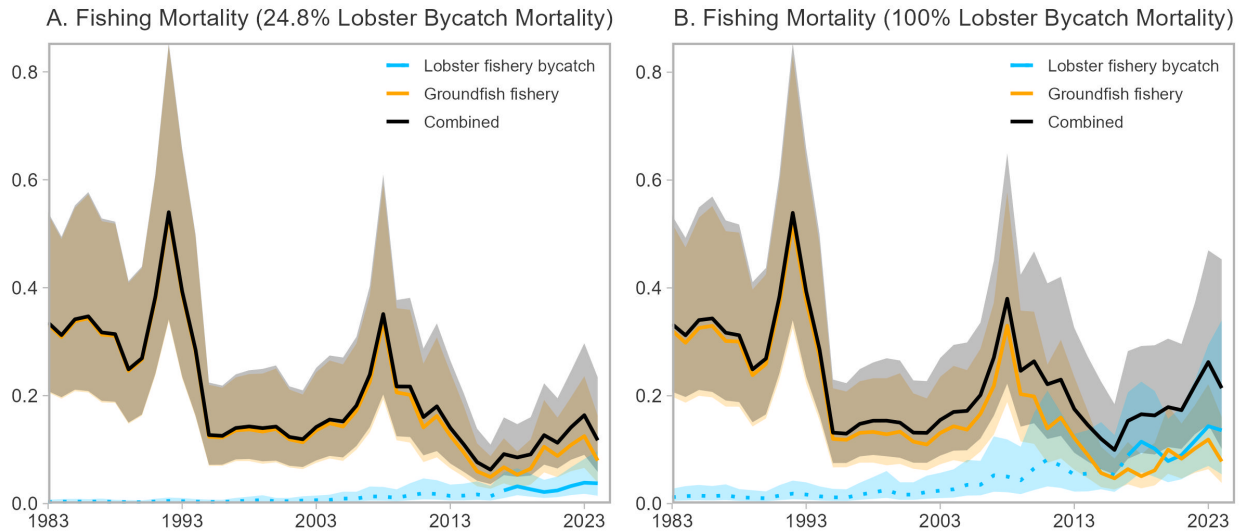 A. Fishing Mortality (24.8% Lobster Bycatch Mortality)
Lobster fishery bycatch
Groundfish fishery
Combined
0.8
0.6
0.4
0.2
0.0
1983 1993 2003 2013 2023
B. Fishing Mortality (100% Lobster Bycatch Mortality)
Lobster fishery bycatch
Groundfish fishery
Combined
0.8
0.6
0.4
0.2
0.0
1983 1993 2003 2013 2023